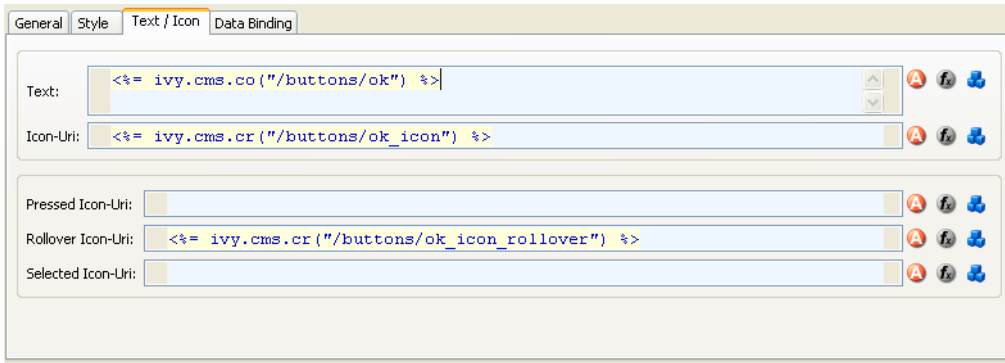 General Style Text / Icon Data Binding
Text: <%= ivy.cms.co("/buttons/ok") %>
Icon-Uri: <%= ivy.cms.cr("/buttons/ok_icon") %>
Pressed Icon-Uri:
Rollover Icon-Uri: <%= ivy.cms.cr("/buttons/ok_icon_rollover") %>
Selected Icon-Uri: